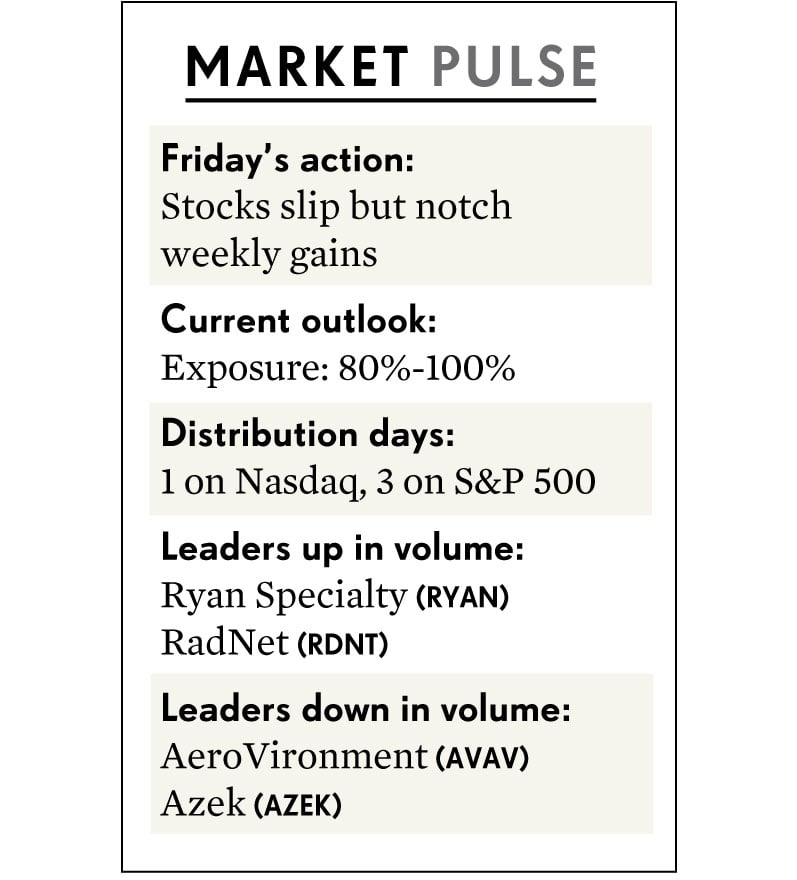 MARKET PULSE
Friday’s action:
Stocks slip but notch
weekly gains
Current outlook:
Exposure: 80%-100%
Distribution days:
1 on Nasdaq, 3 on S&P 500
Leaders up in volume:
Ryan Specialty (RYAN)
RadNet (RDNT)
Leaders down in volume:
AeroVironment (AVAV)
Azek (AZEK)